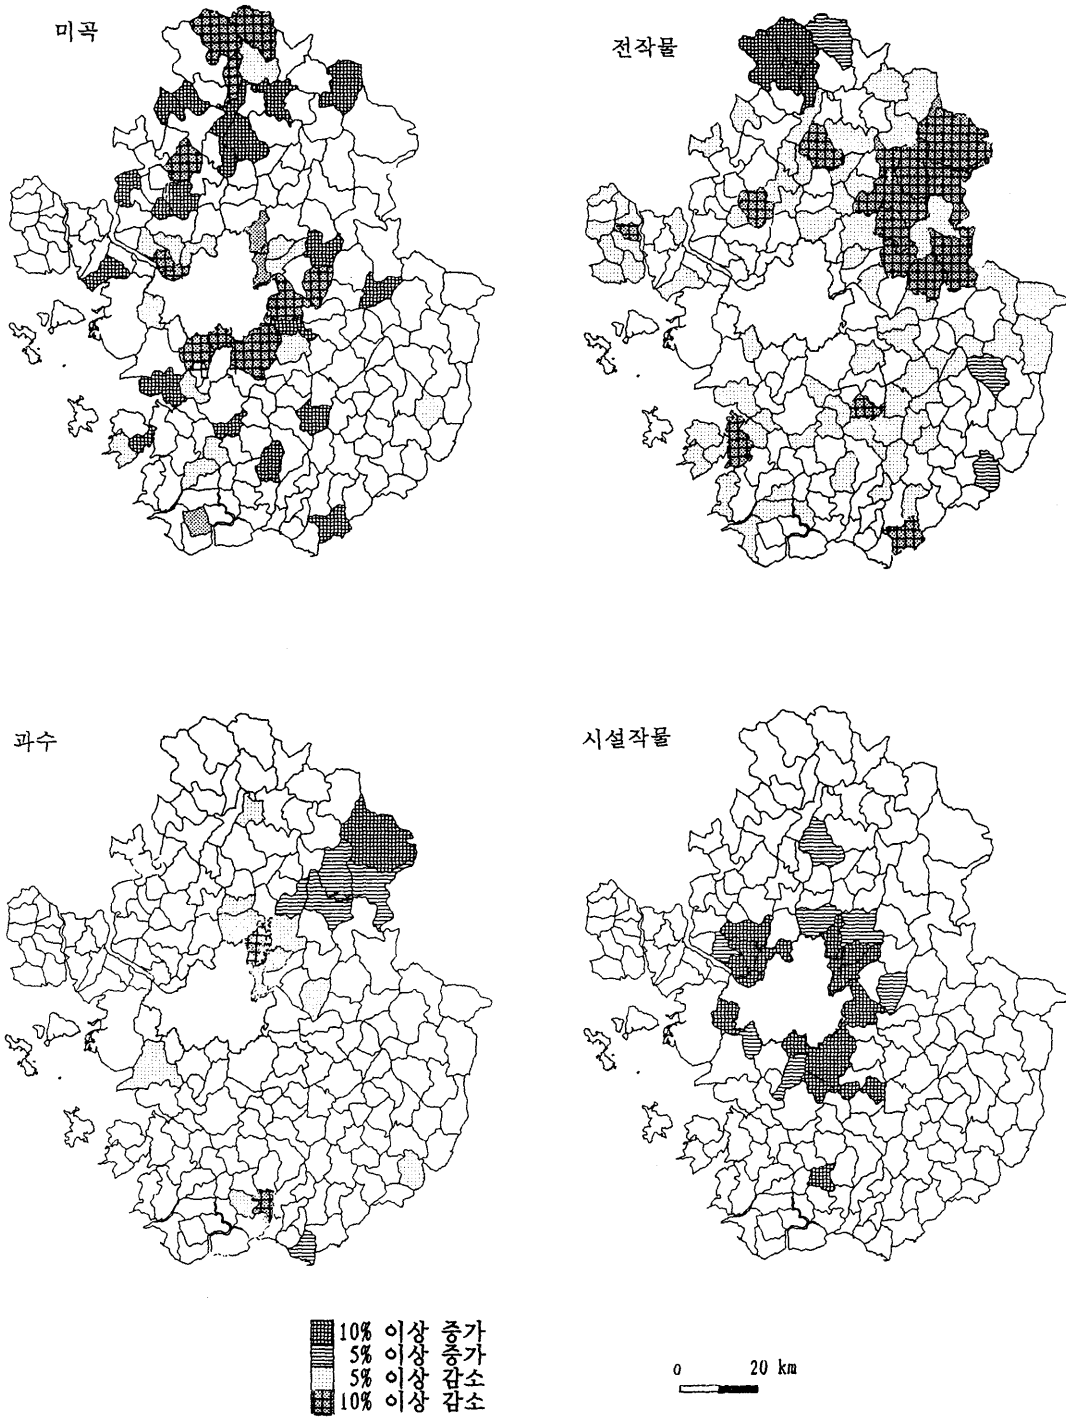 미곡
전작물
과수
시설작물
10% 이상 증가
5% 이상 증가
5% 이상 감소
10% 이상 감소
0 20 km